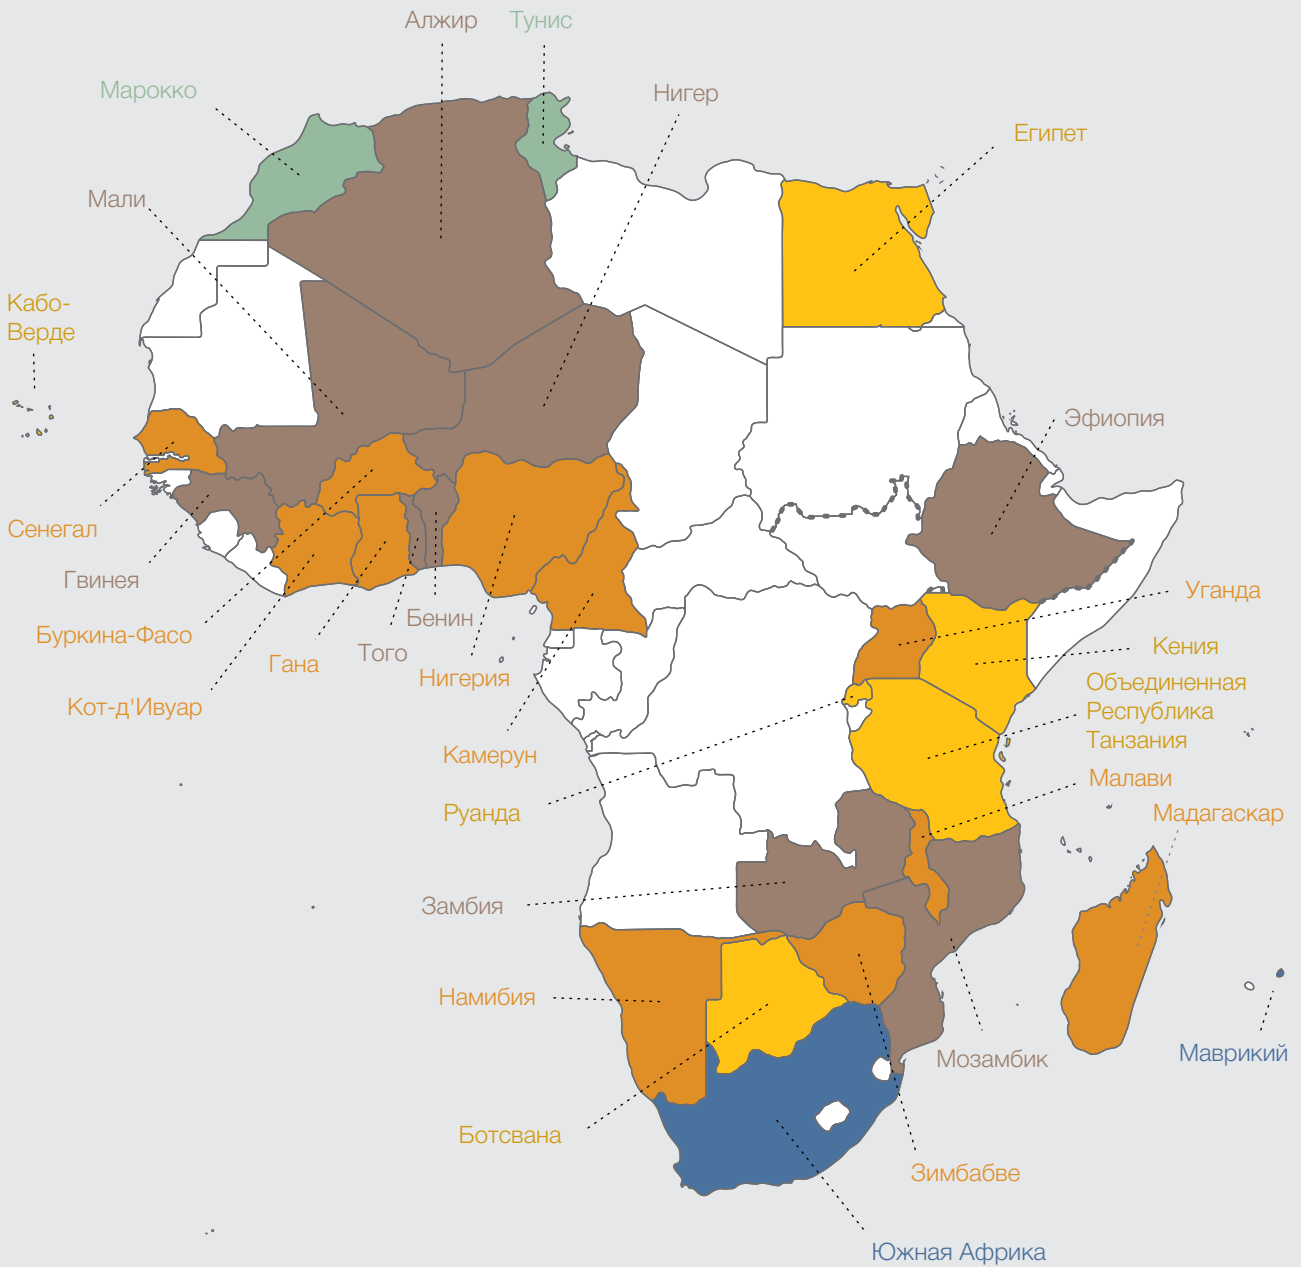 Алжир
Тунис
Марокко
Нигер
Египет
Мали
Кабо-
Верде
Эфиопия
Сенегал
Гвинея
Уганда
Бенин
Буркина-Фасо
Кения
Того
Гана
Нигерия
Объединенная
Республика
Танзания
Кот-д'Ивуар
Камерун
Малави
Руанда
Мадагаскар
Замбия
Намибия
Мозамбик
Маврикий
Ботсвана
Зимбабве
Южная Африка